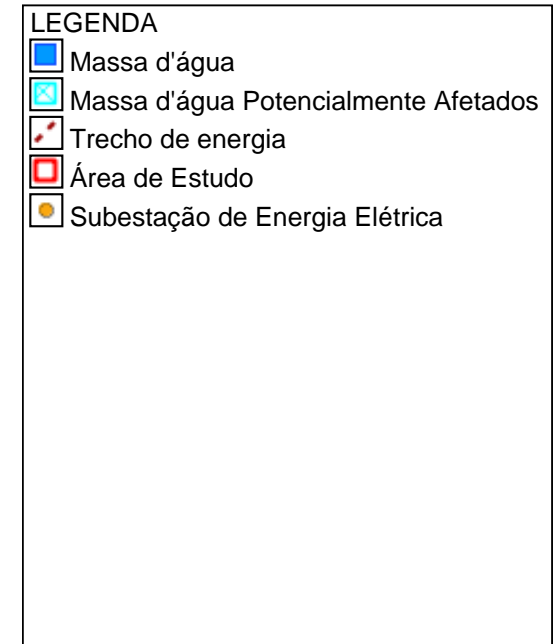 LEGENDA
Massa d'água
Massa d'água Potencialmente Afetados
Trecho de energia
Área de Estudo
Subestação de Energia Elétrica